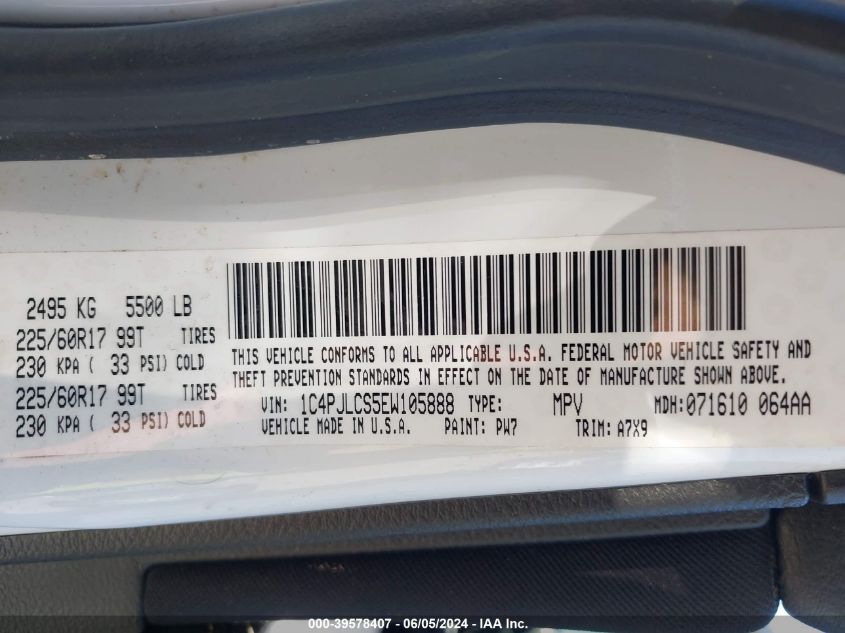 2495 KG 5500 LB
225/60R17 99T TIRES
230 KPA ( 33 PSI) COLD
225/60R17 99T TIRES
230 KPA ( 33 PSI) COLD
THIS VEHICLE CONFORMS TO ALL APPLICABLE U.S.A. FEDERAL MOTOR VEHICLE SAFETY AND
THEFT PREVENTION STANDARDS IN EFFECT ON THE DATE OF MANUFACTURE SHOWN ABOVE.
VIN: 1C4PJLCS5EW105888 TYPE: MPV MDH:071610 064AA
VEHICLE MADE IN U.S.A. PAINT: PW7 TRIM: A7X9
000-39578407 - 06/05/2024 - IAA Inc.